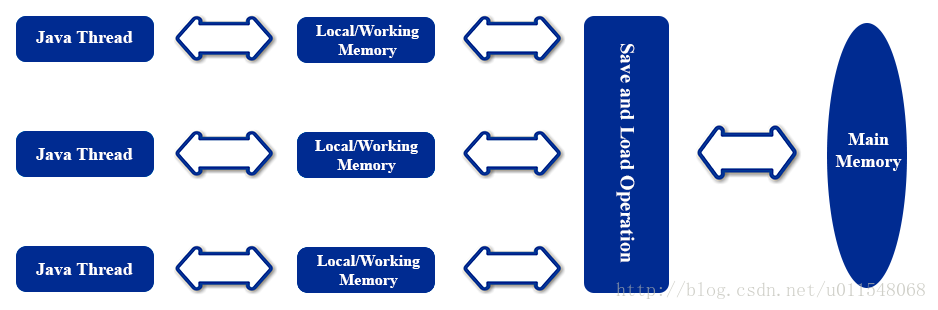 Java Thread
Local/Working
Memory
Java Thread
Local/Working
Memory
Java Thread
Local/Working
Memory
Save and Load Operation
Main
Memory
http://blog.csdn.net/u011548068